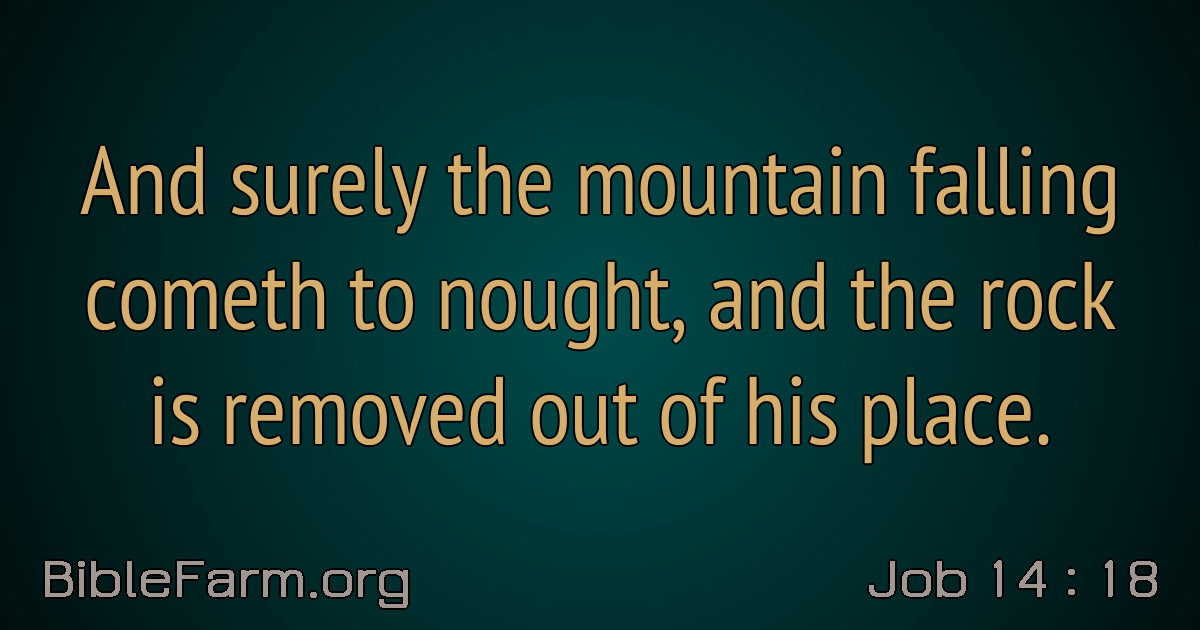 And surely the mountain falling
cometh to nought, and the rock
is removed out of his place.
BibleFarm.org
Job 14 : 18